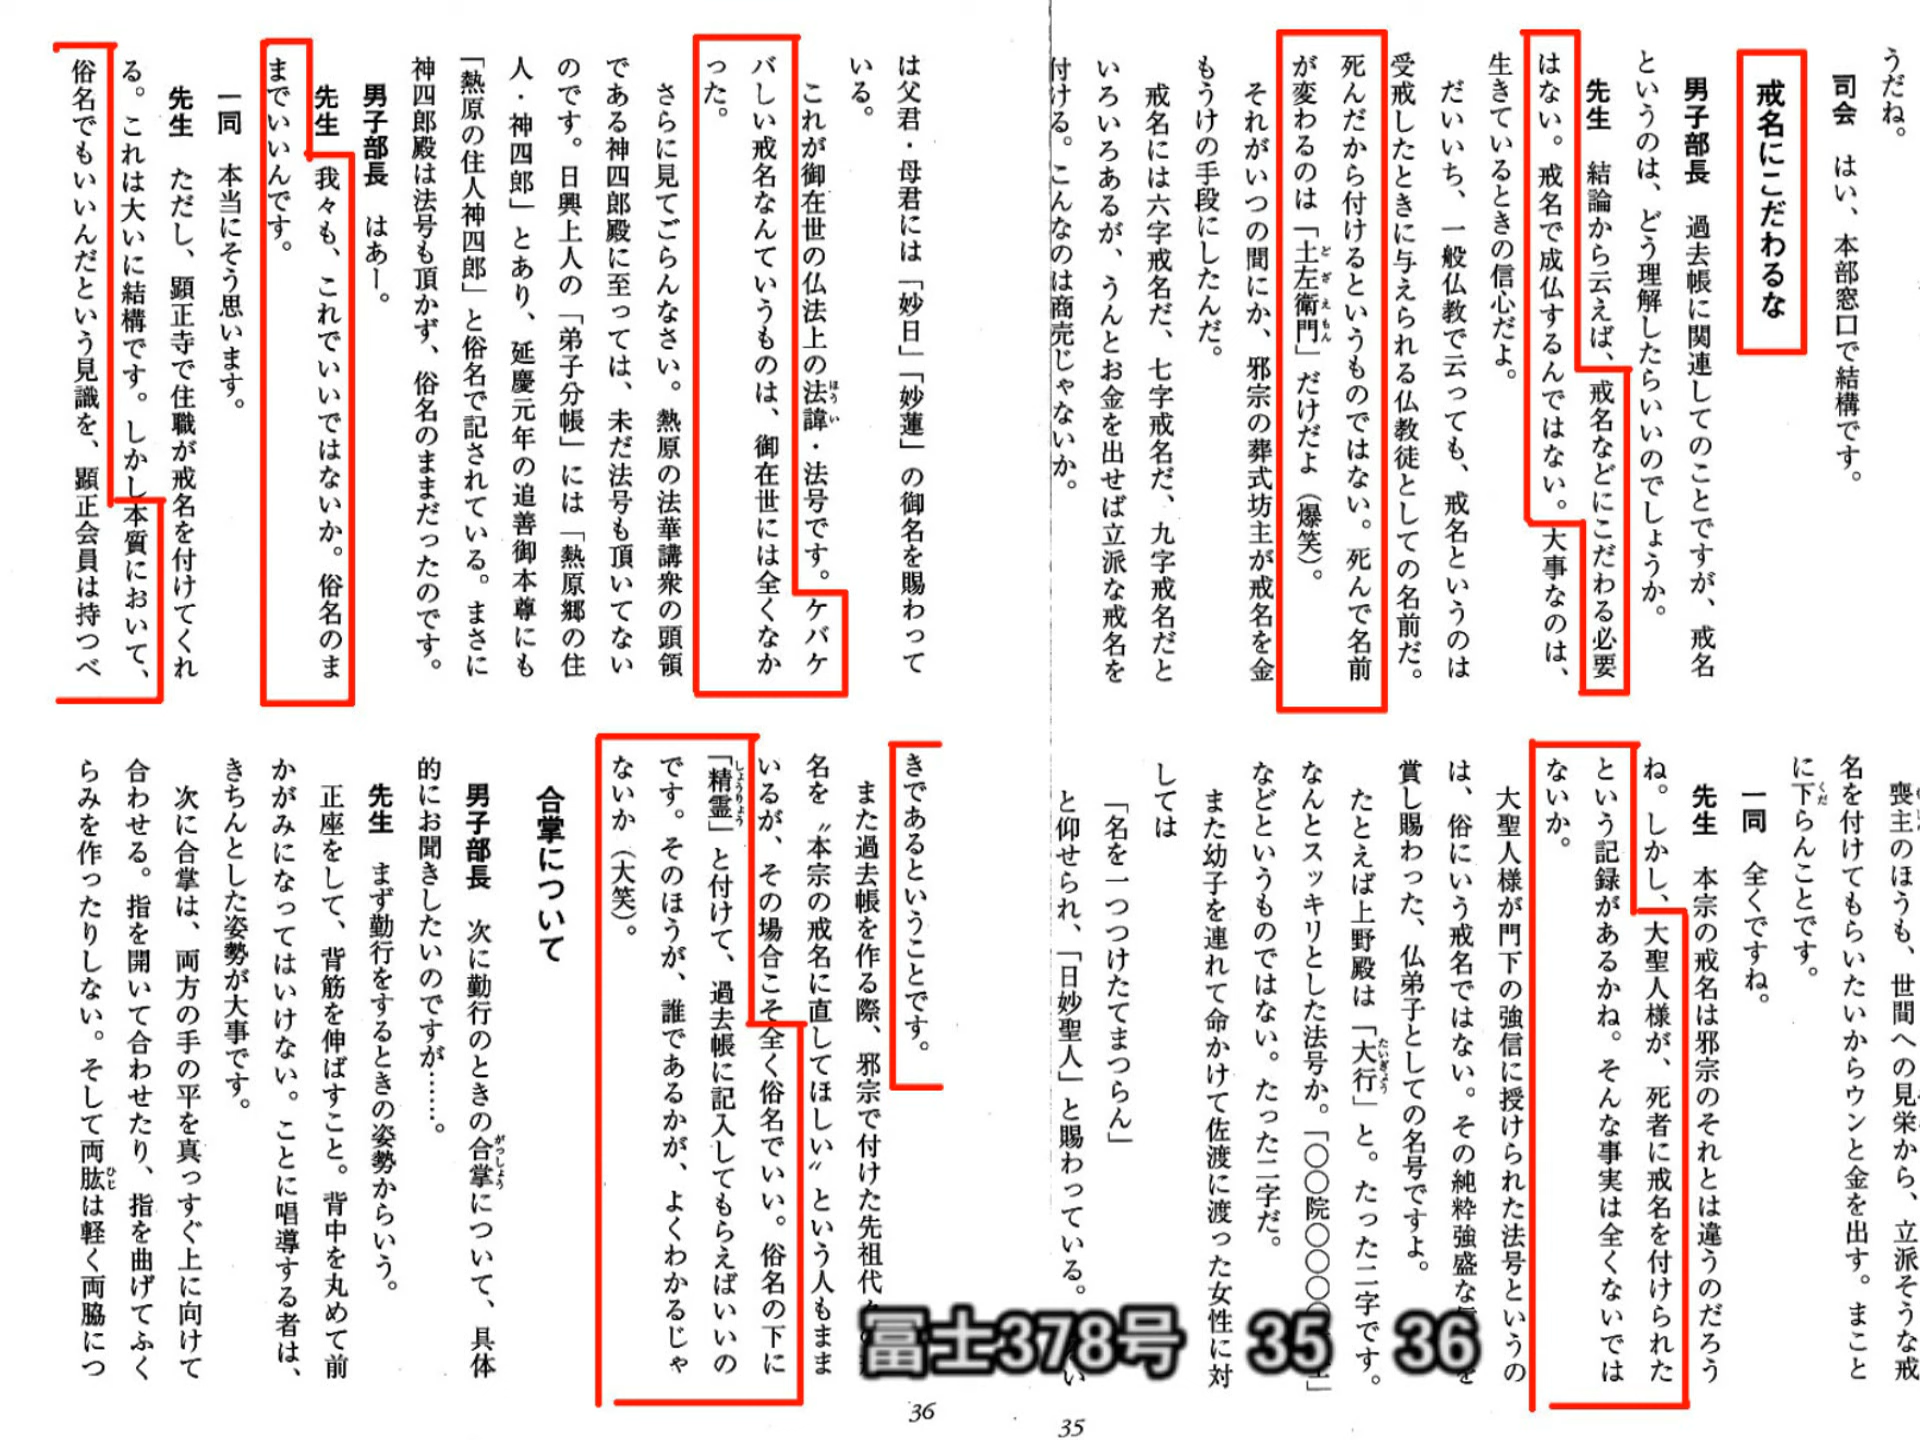 うだね。
司会　はい、本部窓口で結構です。
戒名にこだわるな
男子部長　過去帳に関連してのことですが、戒名
というのは、どう理解したらいいのでしょうか。
先生　結論から云えば、戒名などにこだわる必要
はない。戒名で成仏するんではない。大事なのは、
生きているときの信心だよ。
だいいち、一般仏教で云っても、戒名というのは
受戒したときに与えられる仏教徒としての名前だ。
死んだから付けるというものではない。死んで名前
が変わるのは「土左衛門」だけだよ（爆笑）。
どざえもん
それがいつの間にか、邪宗の葬式坊主が戒名を金
もうけの手段にしたんだ。
戒名には六字戒名だ、七字戒名だ、九字戒名だと
いろいろあるが、うんとお金を出せば立派な戒名を
付ける。こんなのは商売じゃないか。
喪主のほうも、世間への見栄から、立派そうな戒
名を付けてもらいたいからウンと金を出す。まこと
に下らんことです。
くだ
一同　全くですね。
先生　本宗の戒名は邪宗のそれとは違うのだろう
ね。しかし、大聖人様が、死者に戒名を付けられた
という記録があるかね。そんな事実は全くないでは
ないか。
大聖人様が門下の強信に授けられた法号というの
は、俗にいう戒名ではない。その純粋強盛な
賞し賜わった、仏弟子としての名号ですよ。
たとえば上野殿は「大行」と。たった二字です。
たいぎょう
なんとスッキリとした法号か。「〇〇院〇〇〇〇
などというものではない。たった二字だ。
また幼子を連れて命かけて佐渡に渡った女性に対
しては
「名を一つつけたてまつらん」
と仰せられ、「日妙聖人」と賜わっている。
は父君・母君には「妙日」「妙蓮」の御名を賜わって
いる。
これが御在世の仏法上の法諱・法号です。ケバケ
ほうい
バしい戒名なんていうものは、御在世には全くなか
った。
さらに見てごらんなさい。熱原の法華講衆の頭領
である神四郎殿に至っては、未だ法号も頂いてない
のです。日興上人の「弟子分帳」には「熱原郷の住
人・神四郎」とあり、延慶元年の追善御本尊にも
「熱原の住人神四郎」と俗名で記されている。まさに
神四郎殿は法号も頂かず、俗名のままだったのです。
男子部長　はあー。
先生　我々も、これでいいではないか。俗名のま
までいいんです。
一同　本当にそう思います。
先生　ただし、顕正寺で住職が戒名を付けてくれ
る。これは大いに結構です。しかし本質において、
俗名でもいいんだという見識を、顕正会員は持つべ
きであるということです。
また過去帳を作る際、邪宗で付けた先祖代々
名を〝本宗の戒名に直してほしい〟という人もまま
いるが、その場合こそ全く俗名でいい。俗名の下に
「精霊」と付けて、過去帳に記入してもらえばいいの
しょうりょう
です。そのほうが、誰であるかが、よくわかるじゃ
ないか（大笑）。
合掌について
男子部長　次に勤行のときの合掌について、具体
がっしょう
的にお聞きしたいのですが……。
先生　まず勤行をするときの姿勢からいう。
正座をして、背筋を伸ばすこと。背中を丸めて前
かがみになってはいけない。ことに唱導する者は、
きちんとした姿勢が大事です。
次に合掌は、両方の手の平を真っすぐ上に向けて
合わせる。指を開いて合わせたり、指を曲げてふく
らみを作ったりしない。そして両肱は軽く両脇につ
ひじ
冨士378号　35　36
36
35